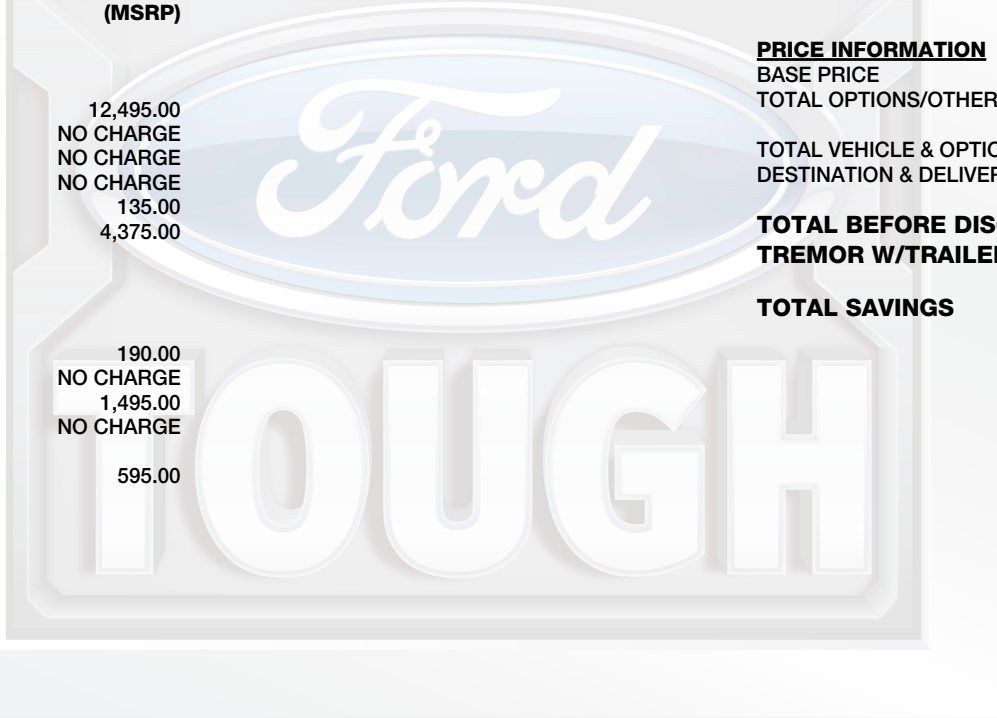 (MSRP)
12,495.00
NO CHARGE
NO CHARGE
NO CHARGE
135.00
4,375.00
190.00
NO CHARGE
1,495.00
NO CHARGE
595.00
PRICE INFORMATION
BASE PRICE
TOTAL OPTIONS/OTHER
TOTAL VEHICLE & OPTIO
DESTINATION & DELIVER
TOTAL BEFORE DIS
TREMOR W/TRAILE
TOTAL SAVINGS
Ford
TOUGH